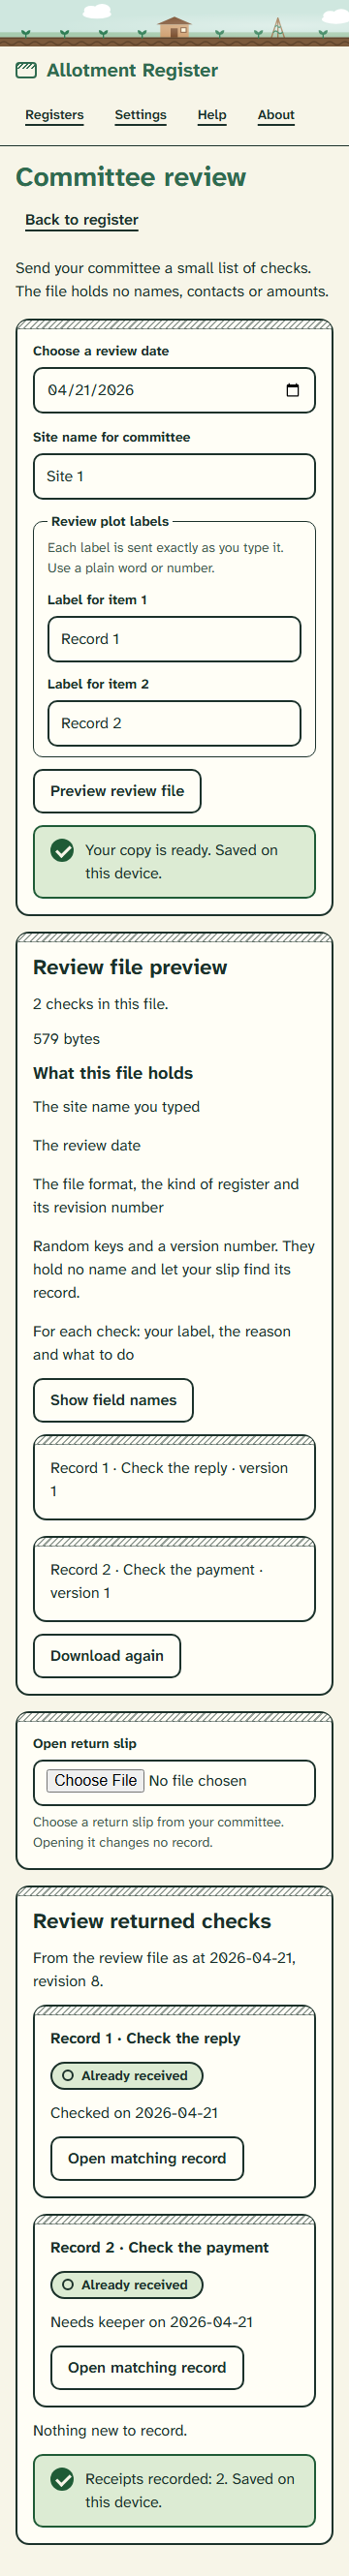 Allotment Register
Registers Settings Help About
Committee review
Back to register
Send your committee a small list of checks.
The file holds no names, contacts or amounts.
Choose a review date
04/21/2026
Site name for committee
Site 1
Review plot labels
Each label is sent exactly as you type it.
Use a plain word or number.
Label for item 1
Record 1
Label for item 2
Record 2
Preview review file
Your copy is ready. Saved on
this device.
Review file preview
2 checks in this file.
579 bytes
What this file holds
The site name you typed
The review date
The file format, the kind of register and
its revision number
Random keys and a version number. They
hold no name and let your slip find its
record.
For each check: your label, the reason
and what to do
Show field names
Record 1 · Check the reply · version
1
Record 2 · Check the payment ·
version 1
Download again
Open return slip
Choose File No file chosen
Choose a return slip from your committee.
Opening it changes no record.
Review returned checks
From the review file as at 2026-04-21,
revision 8.
Record 1 · Check the reply
Already received
Checked on 2026-04-21
Open matching record
Record 2 · Check the payment
Already received
Needs keeper on 2026-04-21
Open matching record
Nothing new to record.
Receipts recorded: 2. Saved on
this device.